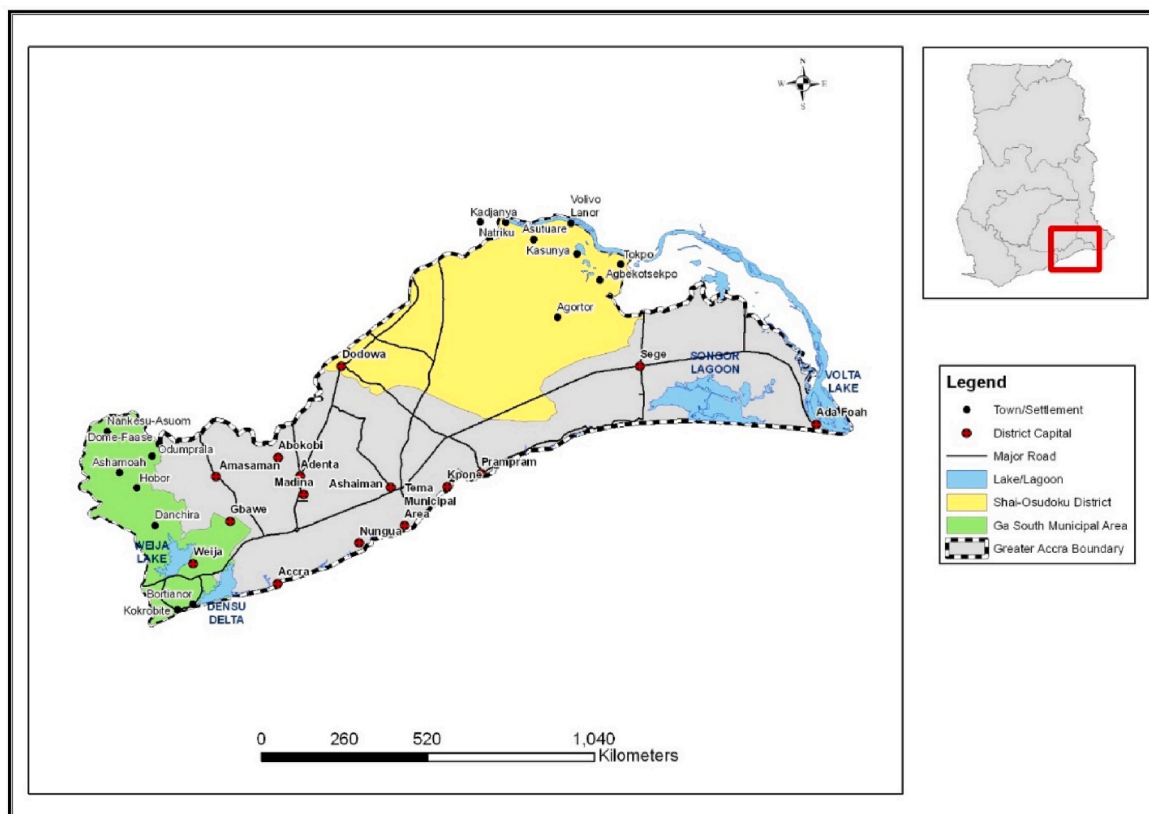 N
W E
S
Kadjanya
Volivo
Lanor
Natriku
Asutuare
Kasunya
Tokpo
Agbekotsekpo
Agortor
Dodowa
Sege
SONGOR
LAGOON
VOLTA
LAKE
Ada Foah
Nankesu-Asuom
Dome-Faase
Odumprala
Ashamoah
Hobor
Amasaman
Abokobi
Adenta
Madina
Ashaiman
Tema
Municipal
Area
Kpone
Prampram
Danchira
Gbawe
Nungua
WEIJA
LAKE
Weija
Accra
Bortianor
Kokrobite
DENSU
DELTA
0 260 520 1,040
Kilometers
Legend
Town/Settlement
District Capital
Major Road
Lake/Lagoon
Shai-Osudoku District
Ga South Municipal Area
Greater Accra Boundary